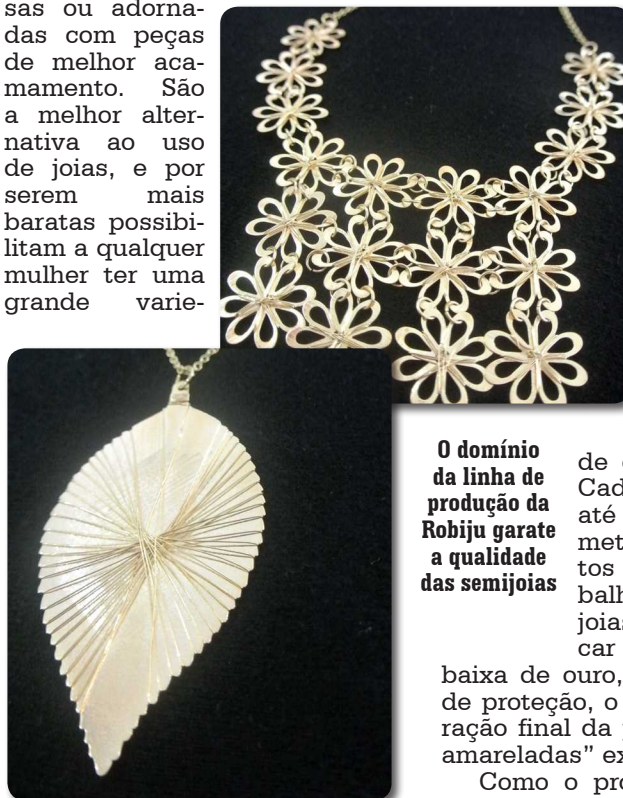 sas ou adorna-
das com peças
de melhor aca-
mamento. São
a melhor alter-
nativa ao uso
de joias, e por
serem mais
baratas possibi-
litam a qualquer
mulher ter uma
grande varie-
O domínio
da linha de
produção da
Robiju garate
a qualidade
das semijoias
de
Cad
até
met
tos
balh
joias
car
baixa de ouro,
de proteção, o
ração final da
amareladas” ex
Como o pro